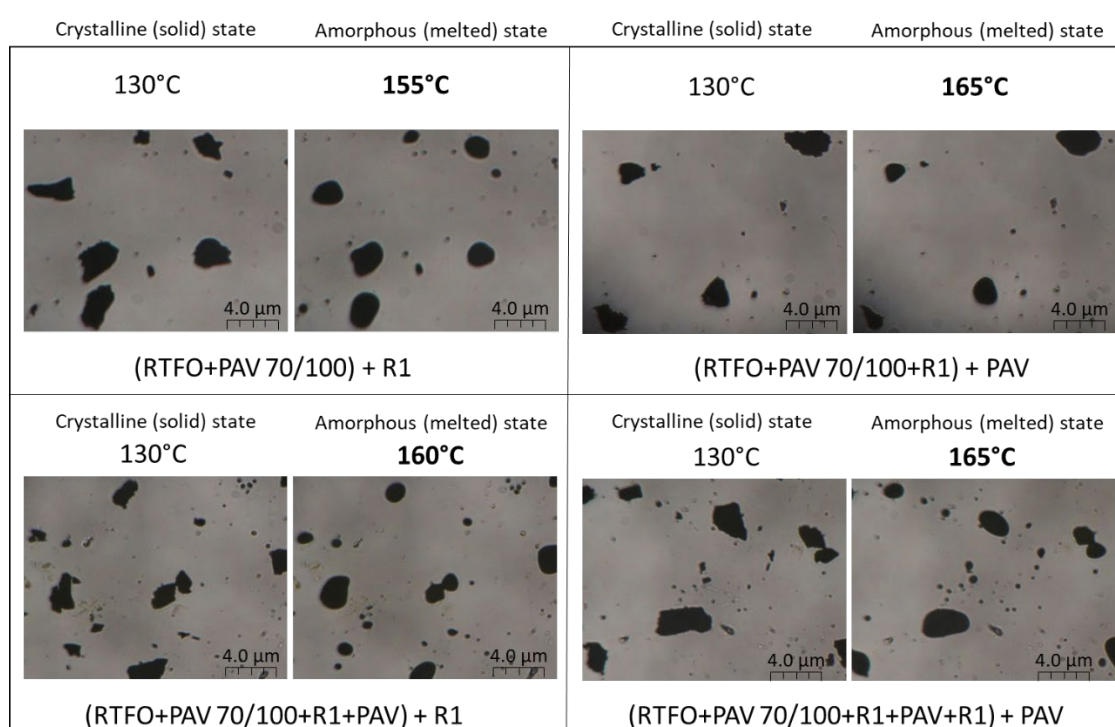 Crystalline (solid) state Amorphous (melted) state
130°C 155°C
4.0 µm 4.0 µm
(RTFO+PAV 70/100) + R1
Crystalline (solid) state Amorphous (melted) state
130°C 165°C
4.0 µm 4.0 µm
(RTFO+PAV 70/100+R1) + PAV
Crystalline (solid) state Amorphous (melted) state
130°C 160°C
4.0 µm 4.0 µm
(RTFO+PAV 70/100+R1+PAV) + R1
Crystalline (solid) state Amorphous (melted) state
130°C 165°C
4.0 µm 4.0 µm
(RTFO+PAV 70/100+R1+PAV+R1) + PAV